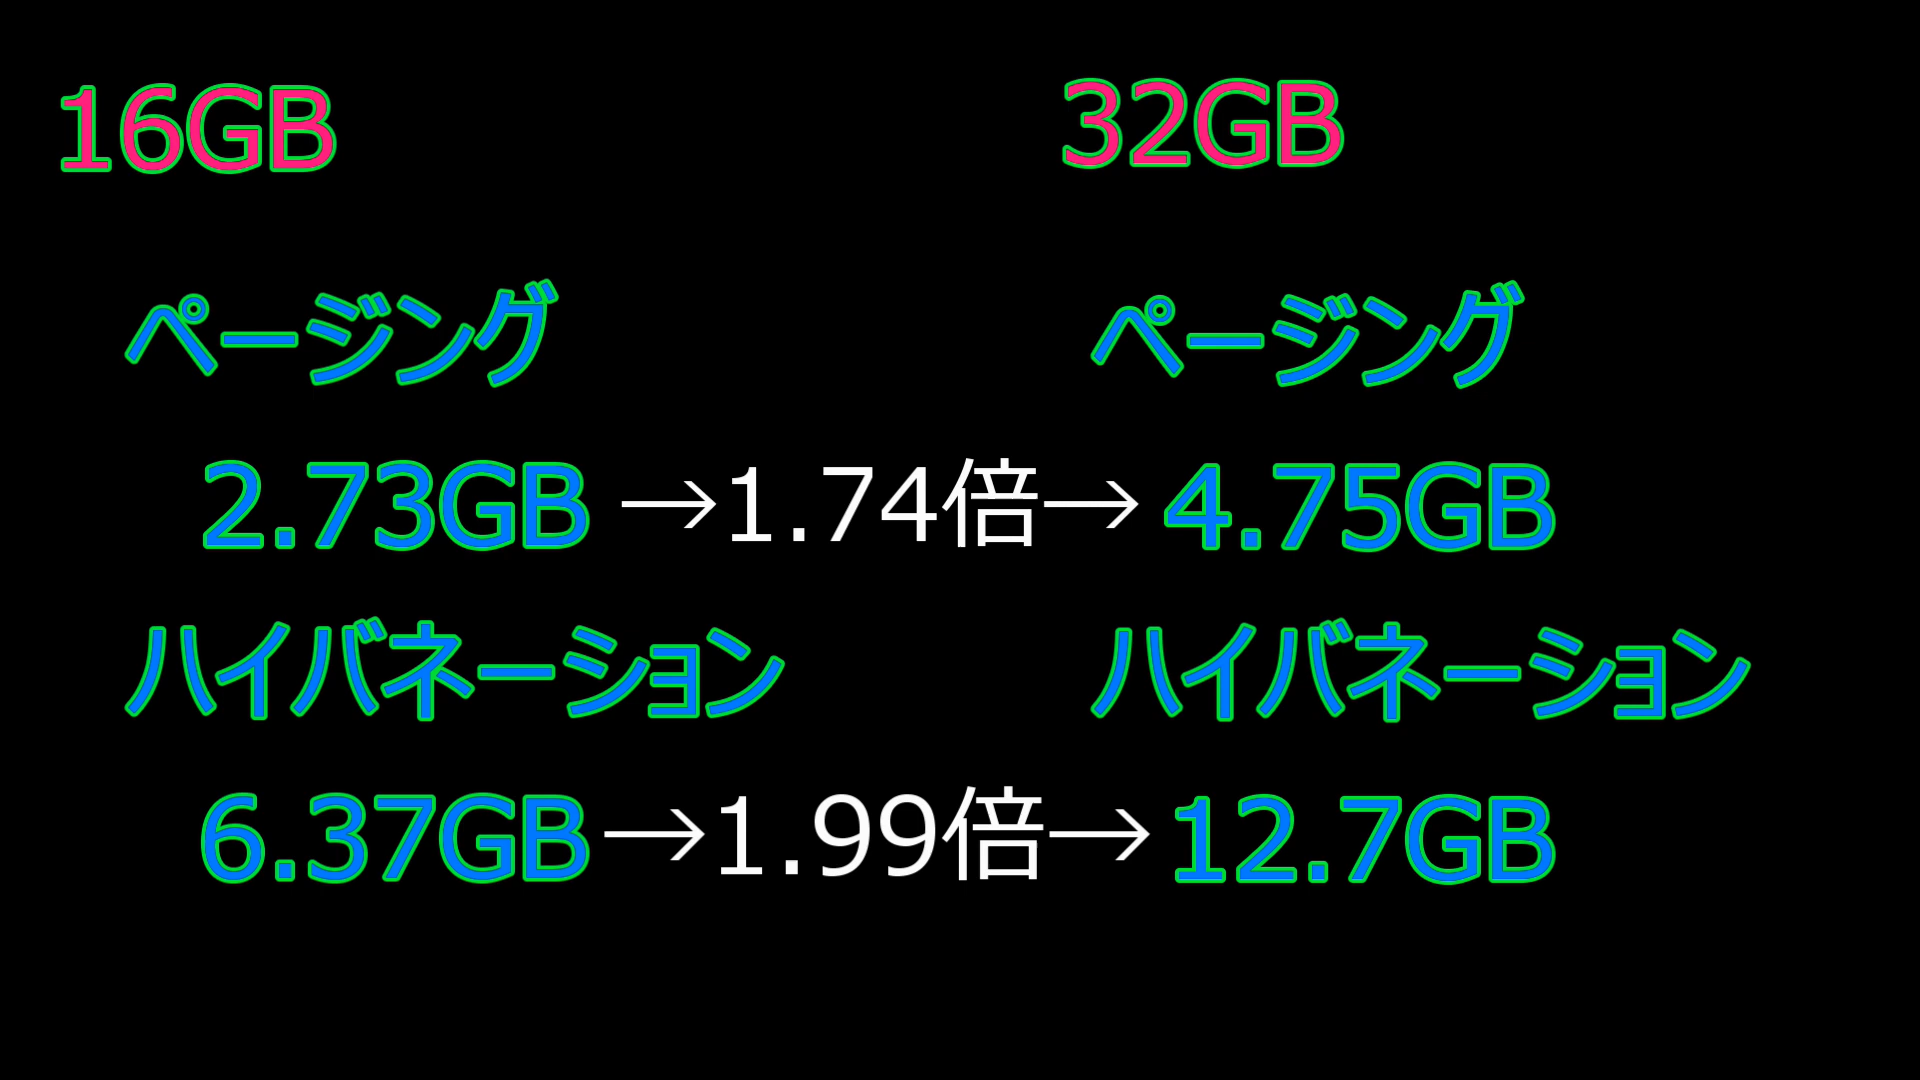 16GB 32GB
ページング ページング
2.73GB →1.74倍→ 4.75GB
ハイバネーション ハイバネーション
6.37GB→1.99倍→ 12.7GB